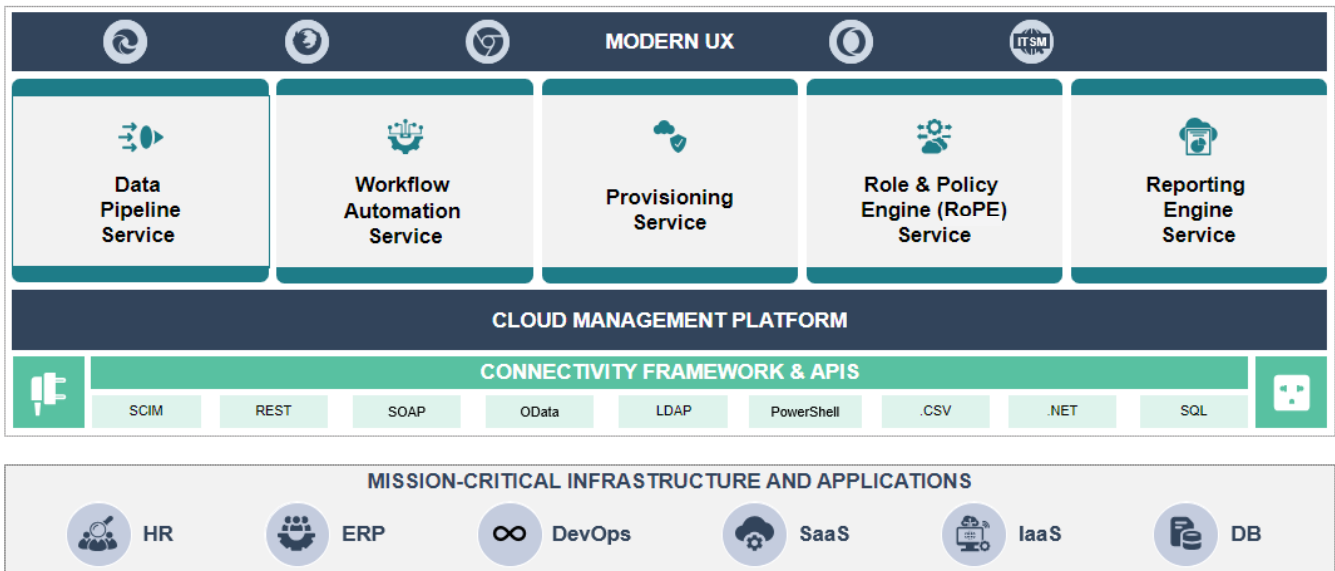 MODERN UX
ITSM
Data
Pipeline
Service
Workflow
Automation
Service
Provisioning
Service
Role & Policy
Engine (RoPE)
Service
Reporting
Engine
Service
CLOUD MANAGEMENT PLATFORM
CONNECTIVITY FRAMEWORK & APIS
SCIM
REST
SOAP
OData
LDAP
PowerShell
.CSV
.NET
SQL
MISSION-CRITICAL INFRASTRUCTURE AND APPLICATIONS
HR
ERP
DevOps
SaaS
IaaS
DB